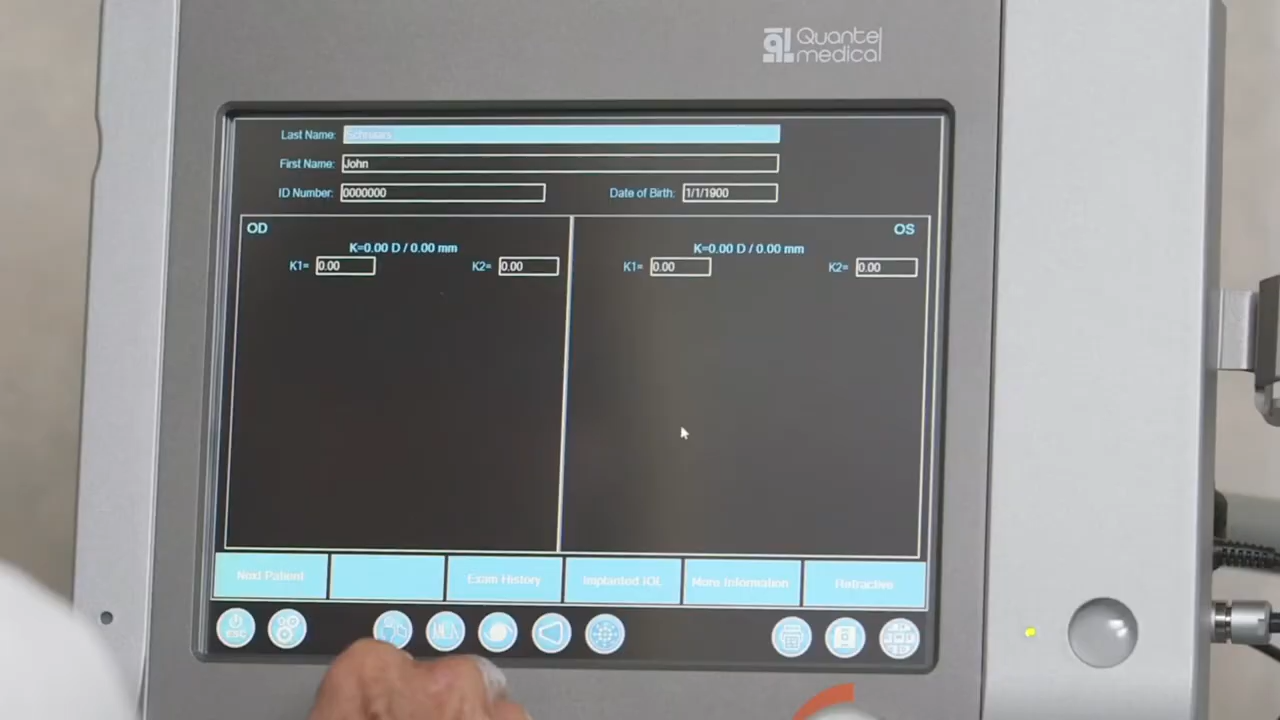 Quantel
medical
Last Name:
First Name: John
ID Number: 0000000 Date of Birth: 1/1/1900
OD OS
K=0.00 D / 0.00 mm K=0.00 D / 0.00 mm
K1= 0.00 K2= 0.00 K1= 0.00 K2= 0.00
Next Patient Exam History Implanted IOL More Information Refractive
ESC